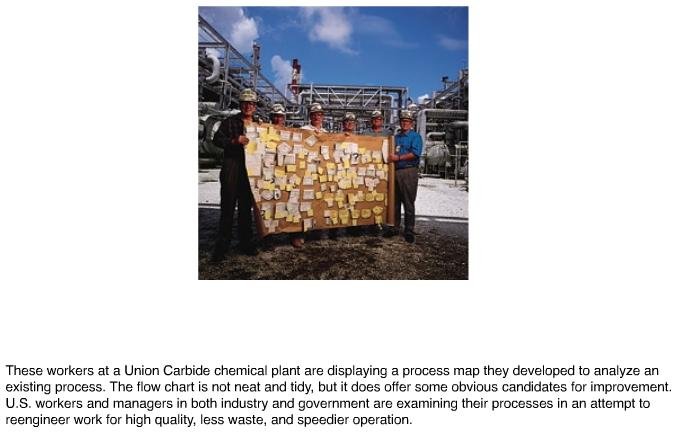 These workers at a Union Carbide chemical plant are displaying a process map they developed to analyze an
existing process. The flow chart is not neat and tidy, but it does offer some obvious candidates for improvement.
U.S. workers and managers in both industry and government are examining their processes in an attempt to
reengineer work for high quality, less waste, and speedier operation.